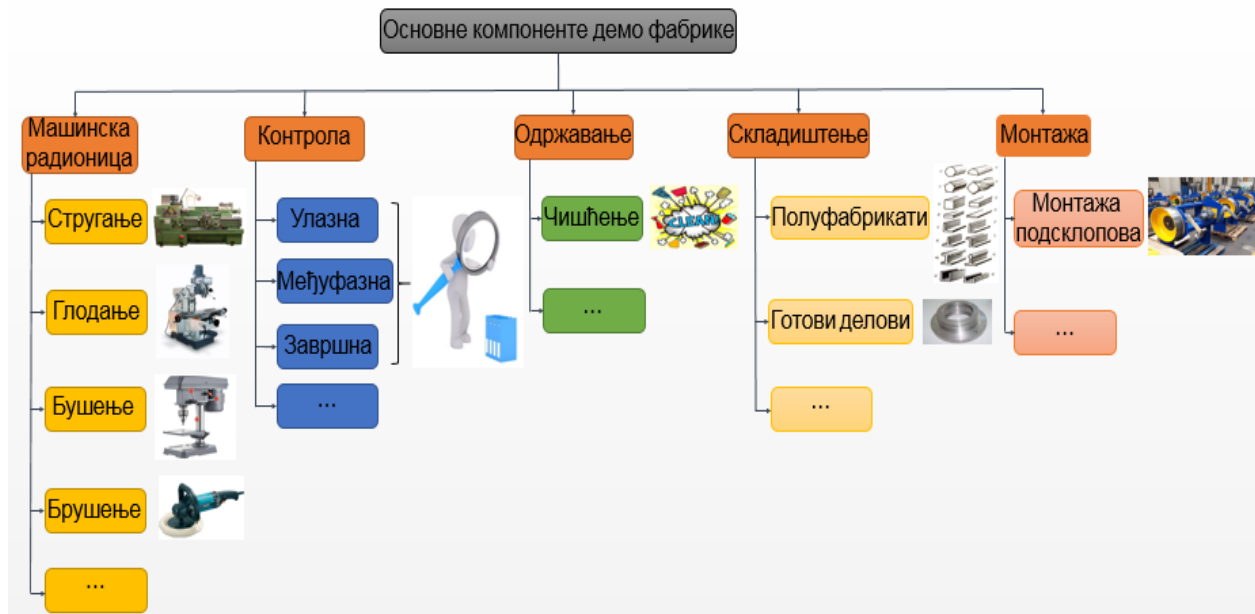 Основне компоненте демо фабрике
Машинска
радионица
Стругање
Глодање
Бушење
Брушење
...
Контрола
Улазна
Међуфазна
Завршна
...
Одржавање
Чишћење
CLEAN
...
Складиштење
Полуфабрикати
Готови делови
...
Монтажа
Монтажа
подсклопова
...